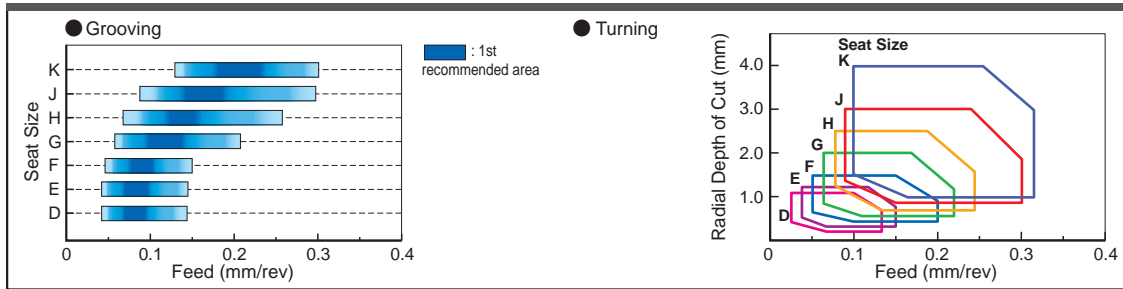 ● Grooving
: 1st
recommended area
Seat Size
K
J
H
G
F
E
D
0 0.1 0.2 0.3 0.4
Feed (mm/rev)
● Turning
Radial Depth of Cut (mm)
4.0
3.0
2.0
1.0
Seat Size
K
J
H
G
F
E
D
0 0.1 0.2 0.3 0.4
Feed (mm/rev)